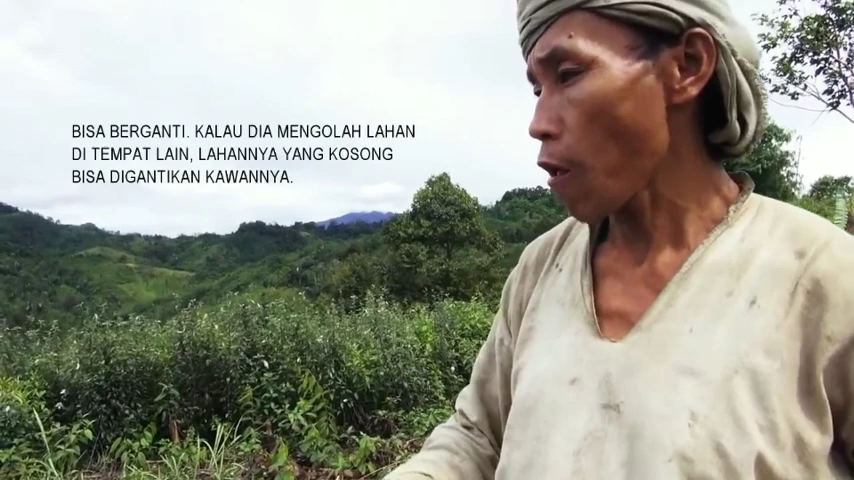 BISA BERGANTI. KALAU DIA MENGOLAH LAHAN
DI TEMPAT LAIN, LAHANNYA YANG KOSONG
BISA DIGANTIKAN KAWANNYA.